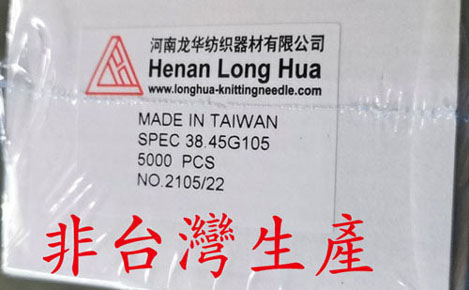 河南龙华纺织器材有限公司
Henan Long Hua
www.longhua-knittingneedle.com
MADE IN TAIWAN
SPEC 38.45G105
5000 PCS
NO.2105/22
非台灣生產